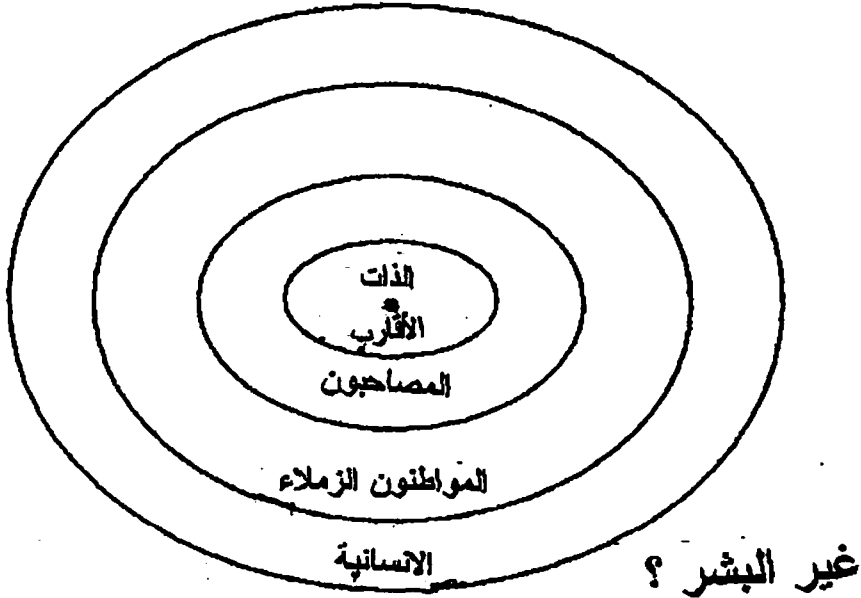 الذات
الأقارب
المصاحبون
المواطنون الزملاء
الانسانية
غير البشر ؟